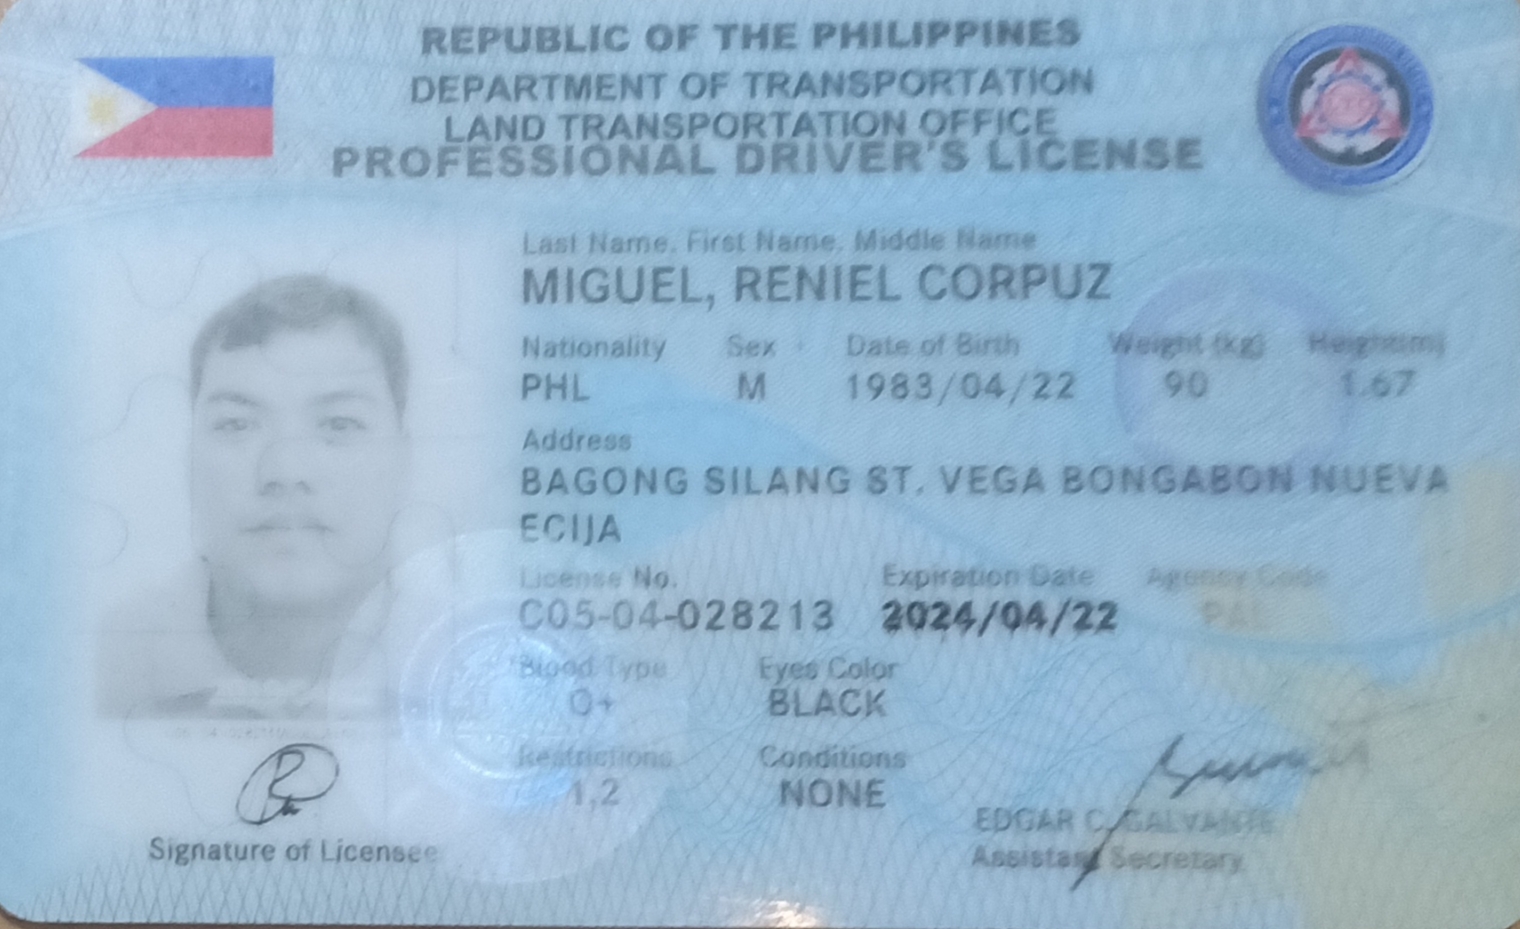 REPUBLIC OF THE PHILIPPINES
DEPARTMENT OF TRANSPORTATION
LAND TRANSPORTATION OFFICE
PROFESSIONAL DRIVER'S LICENSE
Last Name, First Name, Middle Name
MIGUEL, RENIEL CORPUZ
Nationality Sex Date of Birth Weight (kg) Height(m)
PHL M 1983/04/22 90 1.67
Address
BAGONG SILANG ST. VEGA BONGABON NUEVA
ECIJA
License No. Expiration Date Agency Code
C05-04-028213 2024/04/22
Blood Type Eyes Color
O+ BLACK
Restrictions Conditions
1,2 NONE
EDGAR C. GALVANTE
Assistant Secretary
Signature of Licensee